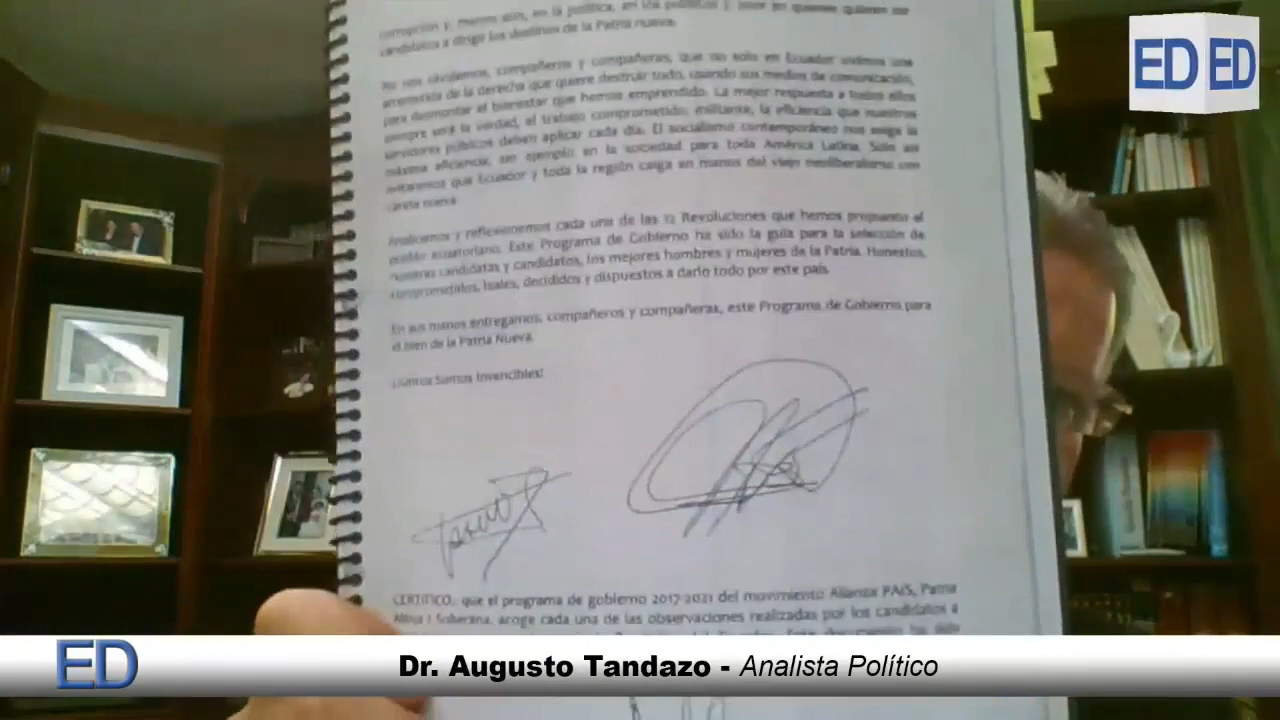 corrupción y, menos aún, en la política, en los políticos y
candidatos a dirigir los destinos de la Patria nueva.
No nos olvidemos, compañeros y compañeras, que no solo en Ecuador vivimos una
arremetida de la derecha que quiere destruir todo, usando sus medios de comunicación,
para desmontar el bienestar que hemos emprendido. La mejor respuesta a todos ellos
siempre será la verdad, el trabajo comprometido, militante, la eficiencia que nuestros
servidores públicos deben aplicar cada día. El socialismo contemporáneo nos exige la
máxima eficiencia, ser ejemplo en la sociedad para toda América Latina. Sólo así
evitaremos que Ecuador y toda la región caiga en manos del viejo neoliberalismo con
careta nueva.
Analicemos y reflexionemos cada una de las 12 Revoluciones que hemos propuesto al
pueblo ecuatoriano. Este Programa de Gobierno ha sido la guía para la selección de
nuestras candidatas y candidatos, los mejores hombres y mujeres de la Patria. Honestos,
comprometidos, leales, decididos y dispuestos a darlo todo por este país.
En sus manos entregamos, compañeros y compañeras, este Programa de Gobierno para
el bien de la Patria Nueva.
¡Juntos Somos Invencibles!
CERTIFICO, que el programa de gobierno 2017-2021 del movimiento Alianza PAIS, Patria
Altiva I Soberana, acoge cada una de las observaciones realizadas por los candidatos a
ED ED
ED
Dr. Augusto Tandazo - Analista Político